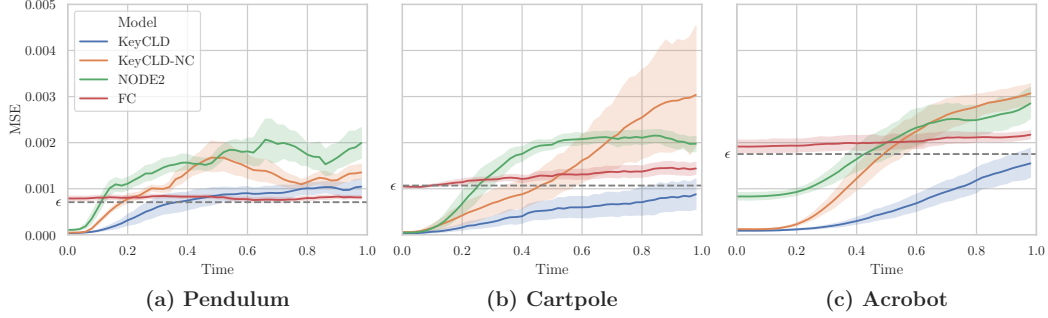 0.005
0.004
0.003
0.002
0.001
ϵ
0.000
MSE
Model
KeyCLD
KeyCLD-NC
NODE2
FC
0.0 0.2 0.4 0.6 0.8 1.0
Time
(a) Pendulum
ϵ
0.0 0.2 0.4 0.6 0.8 1.0
Time
(b) Cartpole
ϵ
0.0 0.2 0.4 0.6 0.8 1.0
Time
(c) Acrobot